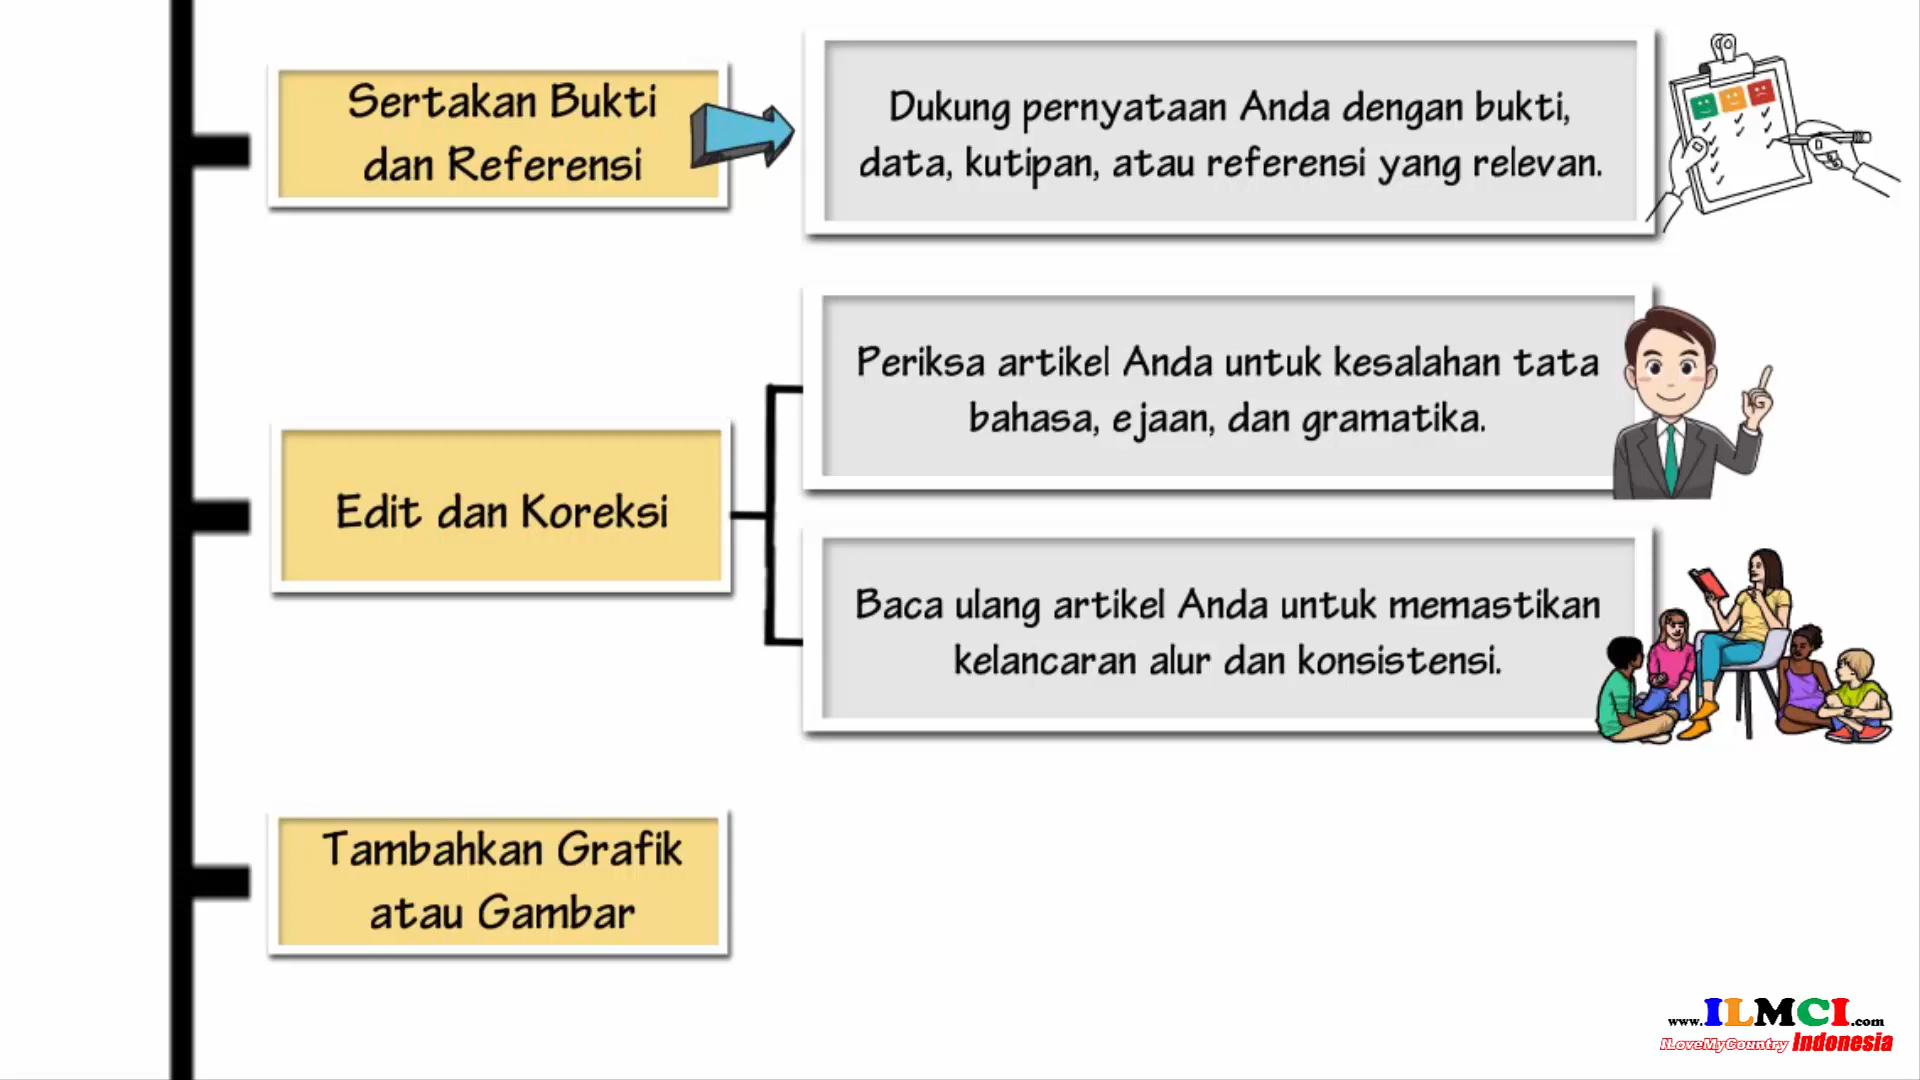 Sertakan Bukti
dan Referensi
Dukung pernyataan Anda dengan bukti,
data, kutipan, atau referensi yang relevan.
Edit dan Koreksi
Periksa artikel Anda untuk kesalahan tata
bahasa, ejaan, dan gramatika.
Baca ulang artikel Anda untuk memastikan
kelancaran alur dan konsistensi.
Tambahkan Grafik
atau Gambar
www.ILMCI.com
ILoveMyCountry Indonesia